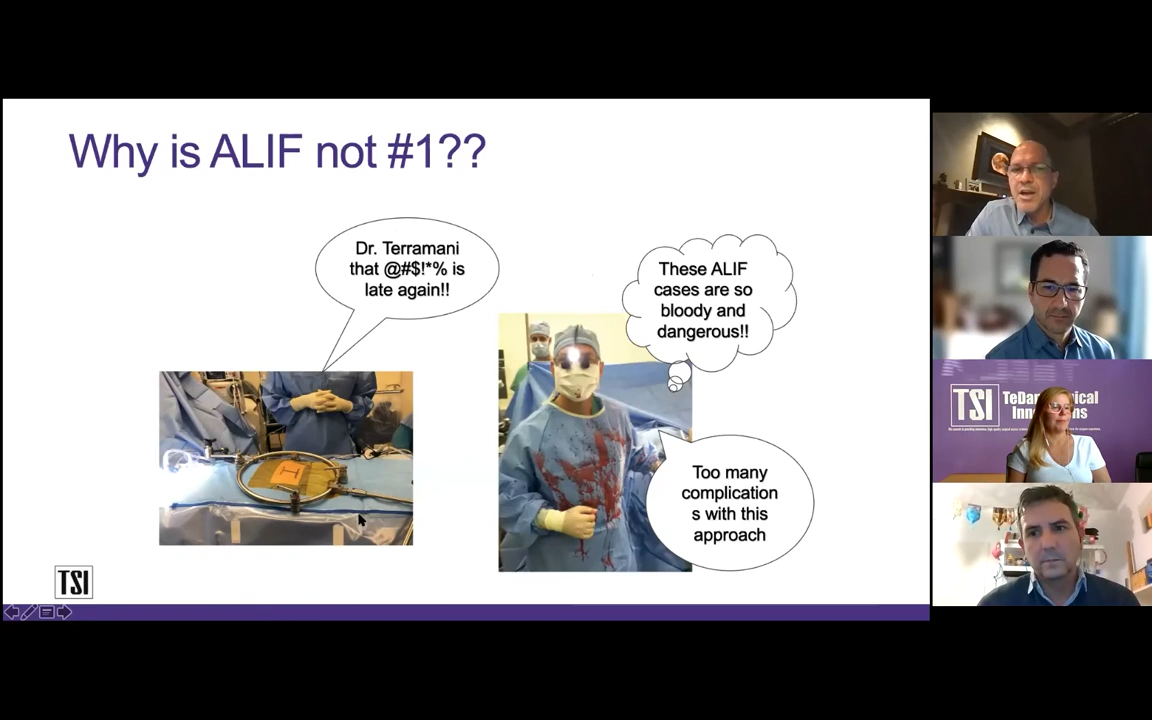 Why is ALIF not #1??
Dr. Terramani
that @#$!*% is
late again!!
These ALIF
cases are so
bloody and
dangerous!!
Too many
complication
s with this
approach
TSI
TSI
TeDan
gical
Inn
ns